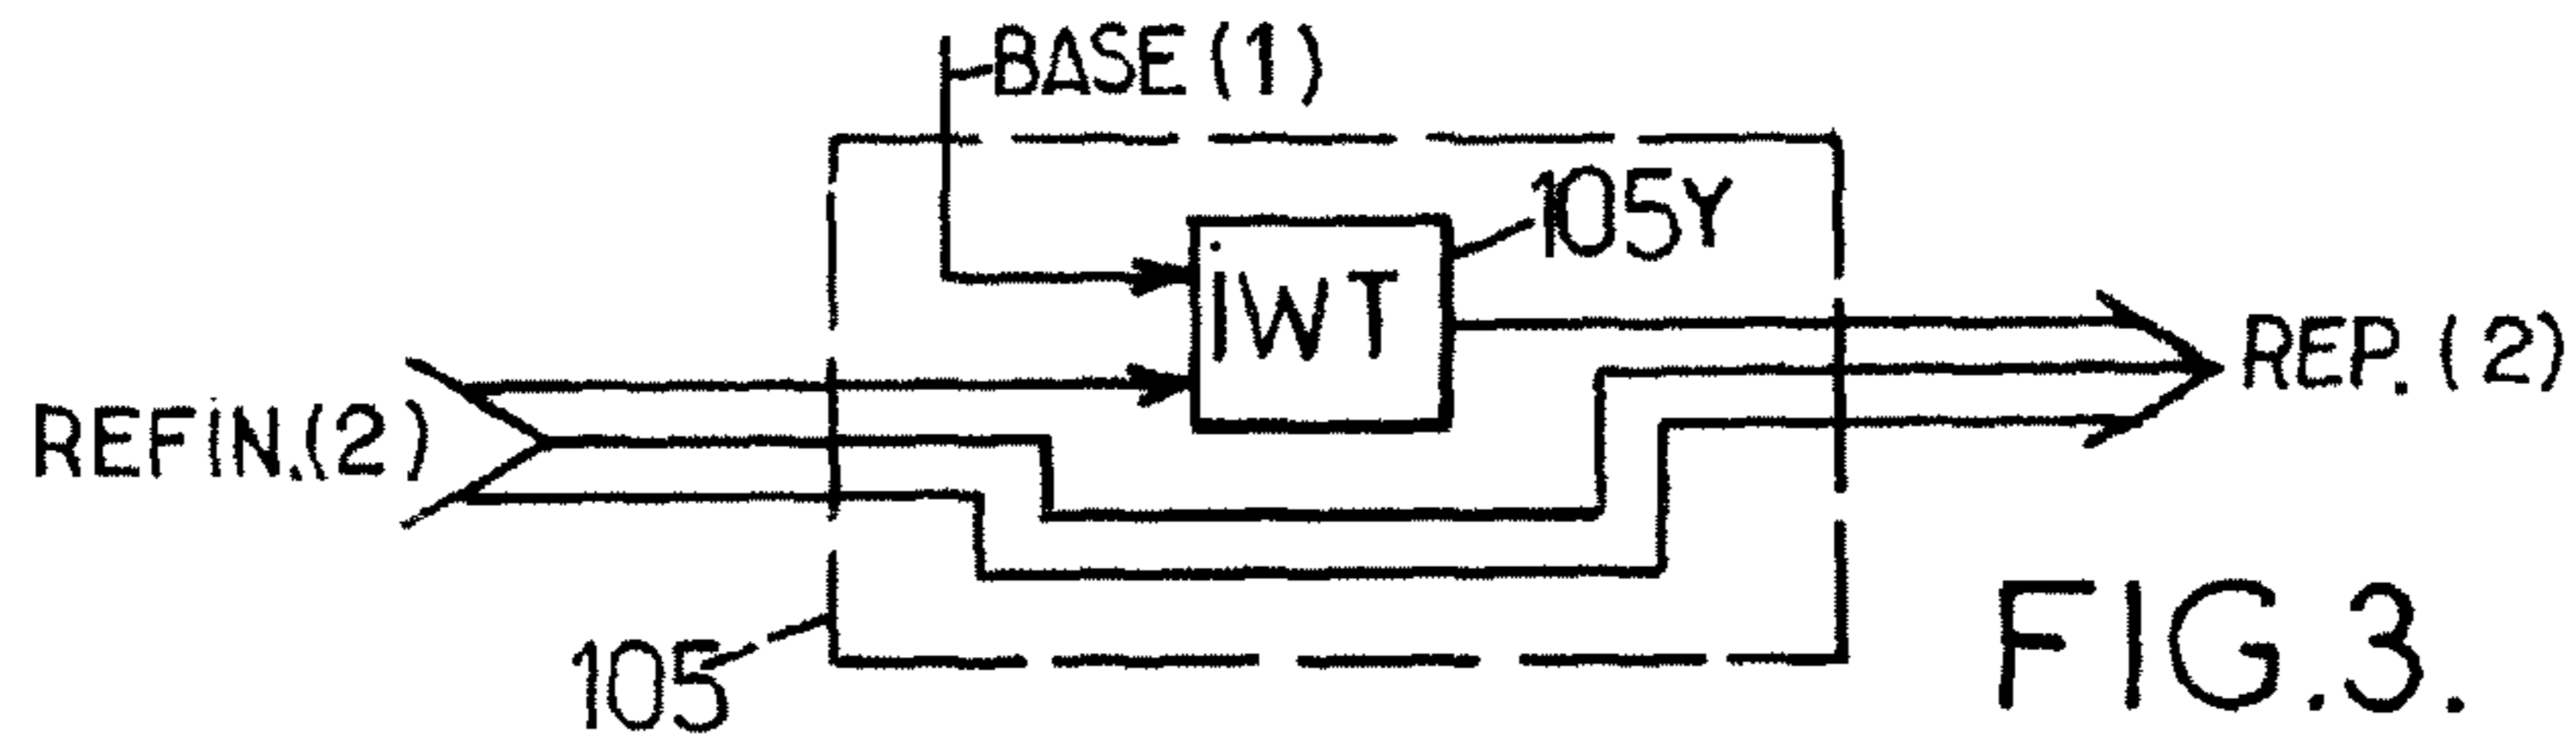 BASE(1)
105Y
iWT
REP.(2)
REFIN.(2)
105
FIG.3.